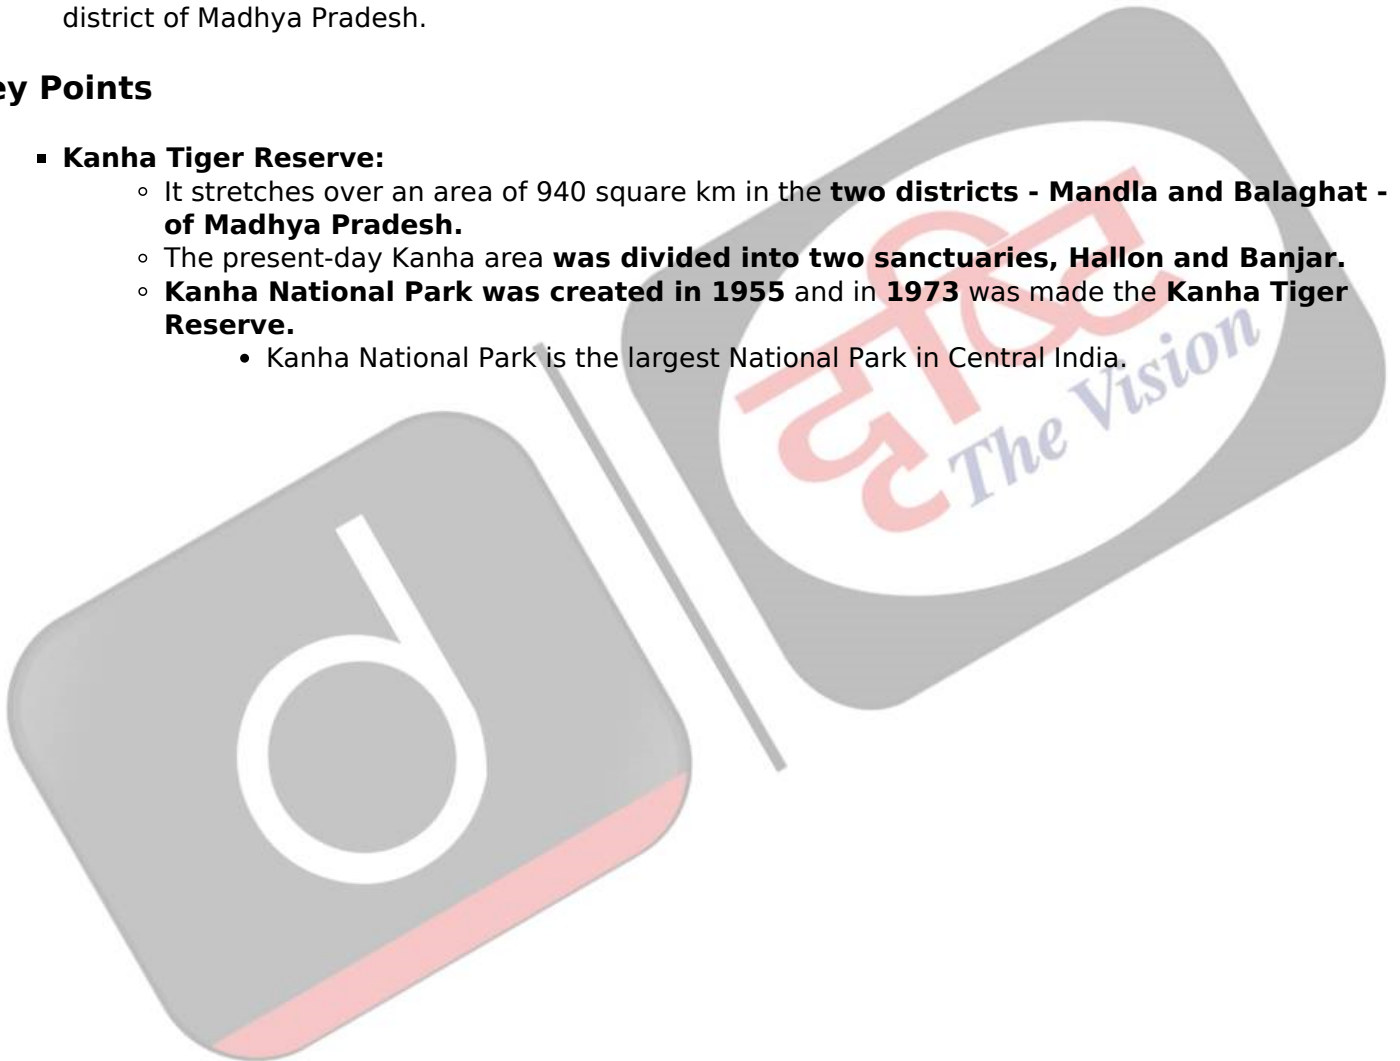 district of Madhya Pradesh.
ey Points
▪ Kanha Tiger Reserve:
◦ It stretches over an area of 940 square km in the two districts - Mandla and Balaghat -
of Madhya Pradesh.
◦ The present-day Kanha area was divided into two sanctuaries, Hallon and Banjar.
◦ Kanha National Park was created in 1955 and in 1973 was made the Kanha Tiger
Reserve.
• Kanha National Park is the largest National Park in Central India.
दृष्टि
The Vision
d